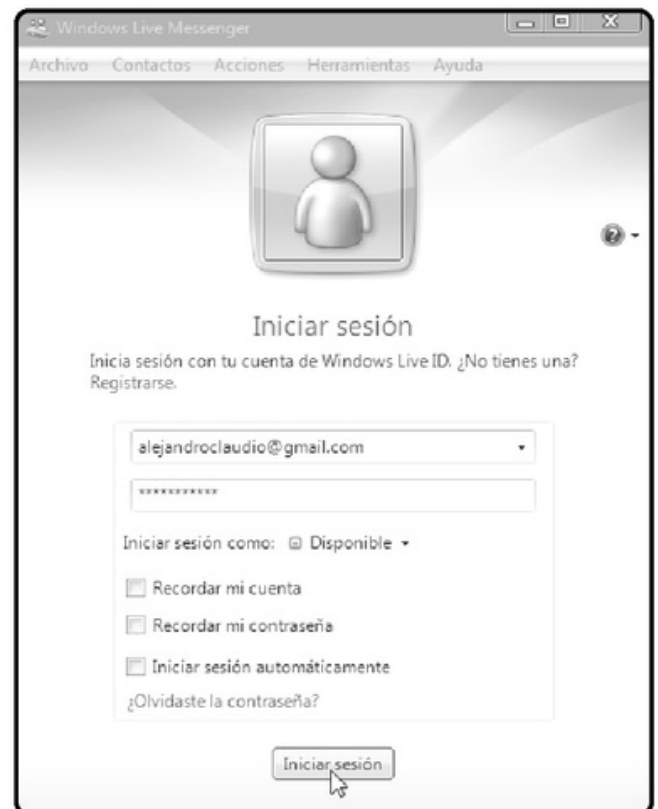 Windows Live Messenger
Archivo Contactos Acciones Herramientas Ayuda
Iniciar sesión
Inicia sesión con tu cuenta de Windows Live ID. ¿No tienes una?
Registrarse.
alejandroclaudio@gmail.com
***********
Iniciar sesión como: Disponible
Recordar mi cuenta
Recordar mi contraseña
Iniciar sesión automáticamente
¿Olvidaste la contraseña?
Iniciar sesión